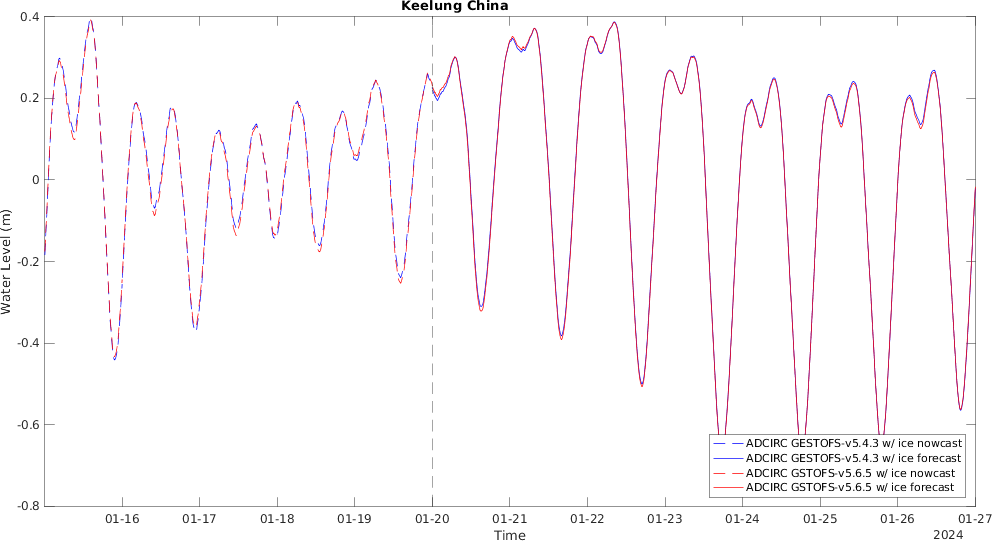 Keelung China
0.4
0.2
0
-0.2
-0.4
-0.6
-0.8
Water Level (m)
ADCIRC GESTOFS-v5.4.3 w/ ice nowcast
ADCIRC GESTOFS-v5.4.3 w/ ice forecast
ADCIRC GSTOFS-v5.6.5 w/ ice nowcast
ADCIRC GSTOFS-v5.6.5 w/ ice forecast
01-16 01-17 01-18 01-19 01-20 01-21 01-22 01-23 01-24 01-25 01-26 01-27
Time
2024